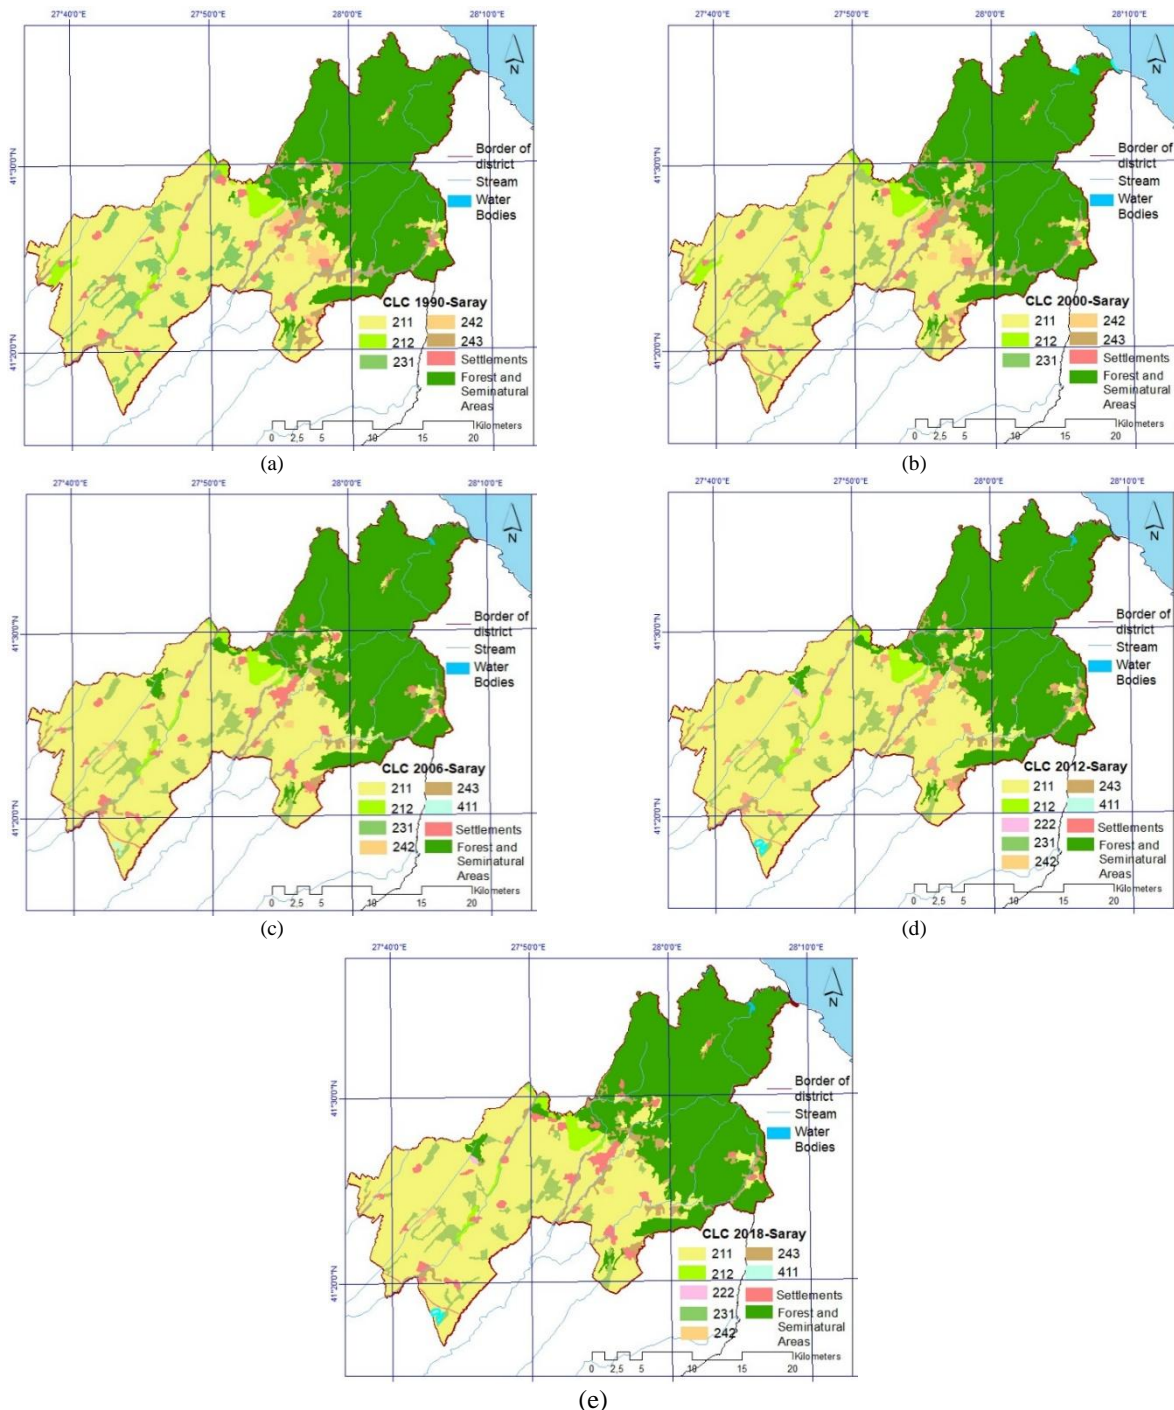 27°40'0"E 27°50'0"E 28°0'0"E 28°10'0"E
41°30'0"N
41°20'0"N
N
Border of
district
Stream
Water
Bodies
CLC 1990-Saray
211 242
212 243
231 Settlements
Forest and
Seminatural
Areas
Kilometers
0 2,5 5 10 15 20
(a)
27°40'0"E 27°50'0"E 28°0'0"E 28°10'0"E
41°30'0"N
41°20'0"N
N
Border of
district
Stream
Water
Bodies
CLC 2000-Saray
211 242
212 243
231 Settlements
Forest and
Seminatural
Areas
Kilometers
0 2,5 5 10 15 20
(b)
27°40'0"E 27°50'0"E 28°0'0"E 28°10'0"E
41°30'0"N
41°20'0"N
N
Border of
district
Stream
Water
Bodies
CLC 2006-Saray
211 243
212 411
231 Settlements
242 Forest and
Seminatural
Areas
Kilometers
0 2,5 5 10 15 20
(c)
27°40'0"E 27°50'0"E 28°0'0"E 28°10'0"E
41°30'0"N
41°20'0"N
N
Border of
district
Stream
Water
Bodies
CLC 2012-Saray
211 243
212 411
222 Settlements
231 Forest and
Seminatural
242 Areas
Kilometers
0 2,5 5 10 15 20
(d)
27°40'0"E 27°50'0"E 28°0'0"E 28°10'0"E
41°30'0"N
41°20'0"N
N
Border of
district
Stream
Water
Bodies
CLC 2018-Saray
211 243
212 411
222 Settlements
231 Forest and
Seminatural
242 Areas
Kilometers
0 2,5 5 10 15 20
(e)